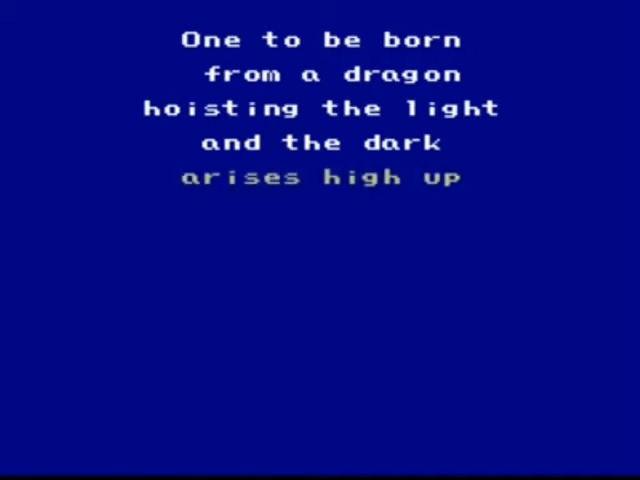 One to be born
from a dragon
hoisting the light
and the dark
arises high up